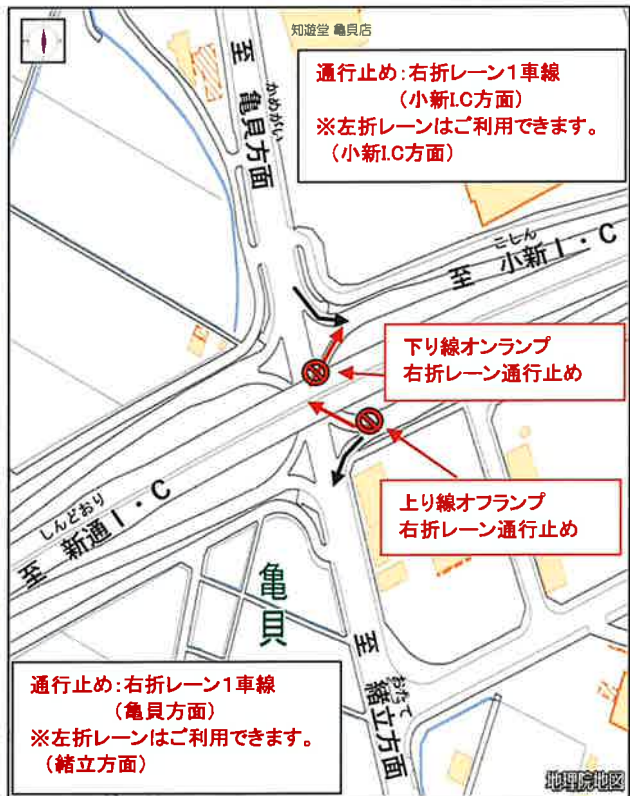 知遊堂 亀貝店
通行止め:右折レーン1車線
(小新I.C方面)
※左折レーンはご利用できます。
(小新I.C方面)
かめがい
至 亀貝方面
こしん
至 小新I・C
下り線オンランプ
右折レーン通行止め
上り線オフランプ
右折レーン通行止め
しんどおり
至 新通I・C
亀貝
おたて
至 緒立方面
通行止め:右折レーン1車線
(亀貝方面)
※左折レーンはご利用できます。
(緒立方面)
地理院地図